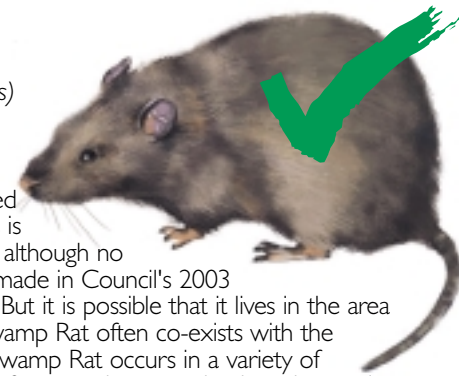 s)
ed
is
although no
made in Council's 2003
But it is possible that it lives in the area
wamp Rat often co-exists with the
wamp Rat occurs in a variety of